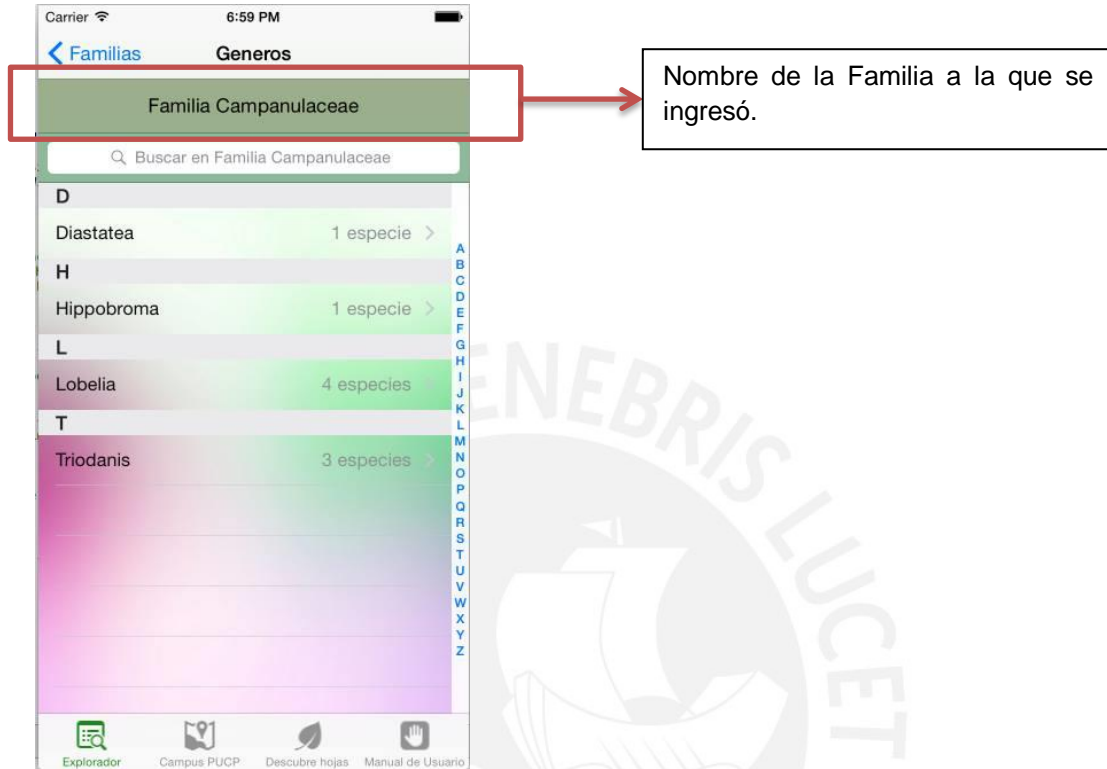 Carrier 6:59 PM
Familias Generos
Familia Campanulaceae
Buscar en Familia Campanulaceae
D
Diastatea 1 especie
H
Hippobroma 1 especie
L
Lobelia 4 especies
T
Triodanis 3 especies
A
B
C
D
E
F
G
H
I
J
K
L
M
N
O
P
Q
R
S
T
U
V
W
X
Y
Z
Explorador Campus PUCP Descubre hojas Manual de Usuario
Nombre de la Familia a la que se
ingresó.
ENEBRIS LUCET